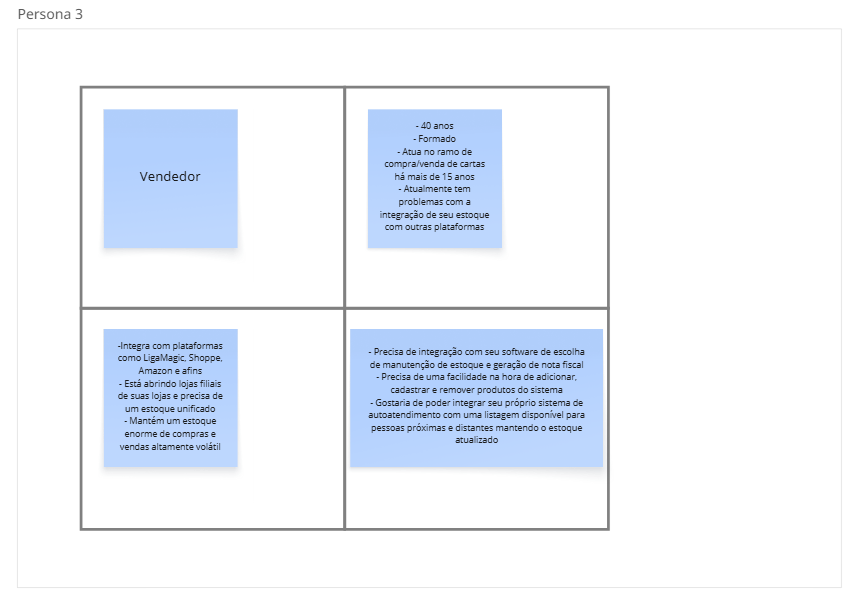 Persona 3
Vendedor
- 40 anos
- Formado
- Atua no ramo de
compra/venda de cartas
há mais de 15 anos
- Atualmente tem
problemas com a
integração de seu estoque
com outras plataformas
-Integra com plataformas
como LigaMagic, Shoppe,
Amazon e afins
- Está abrindo lojas filiais
de suas lojas e precisa de
um estoque unificado
- Mantém um estoque
enorme de compras e
vendas altamente volátil
- Precisa de integração com seu software de escolha
de manutenção de estoque e geração de nota fiscal
- Precisa de uma facilidade na hora de adicionar,
cadastrar e remover produtos do sistema
- Gostaria de poder integrar seu próprio sistema de
autoatendimento com uma listagem disponível para
pessoas próximas e distantes mantendo o estoque
atualizado